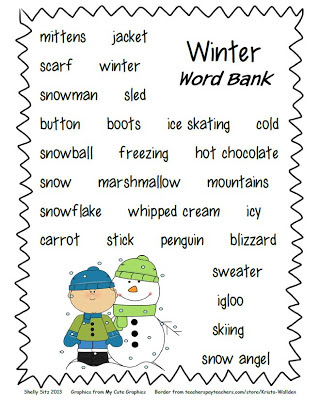 mittens jacket
Winter
scarf winter
Word Bank
snowman sled
button boots ice skating cold
snowball freezing hot chocolate
snow marshmallow mountains
snowflake whipped cream icy
carrot stick penguin blizzard
sweater
igloo
skiing
snow angel
Shelly Sitz 2013 Graphics from My Cute Graphics Border from teacherspayteachers.com/store/Krista-Wallden